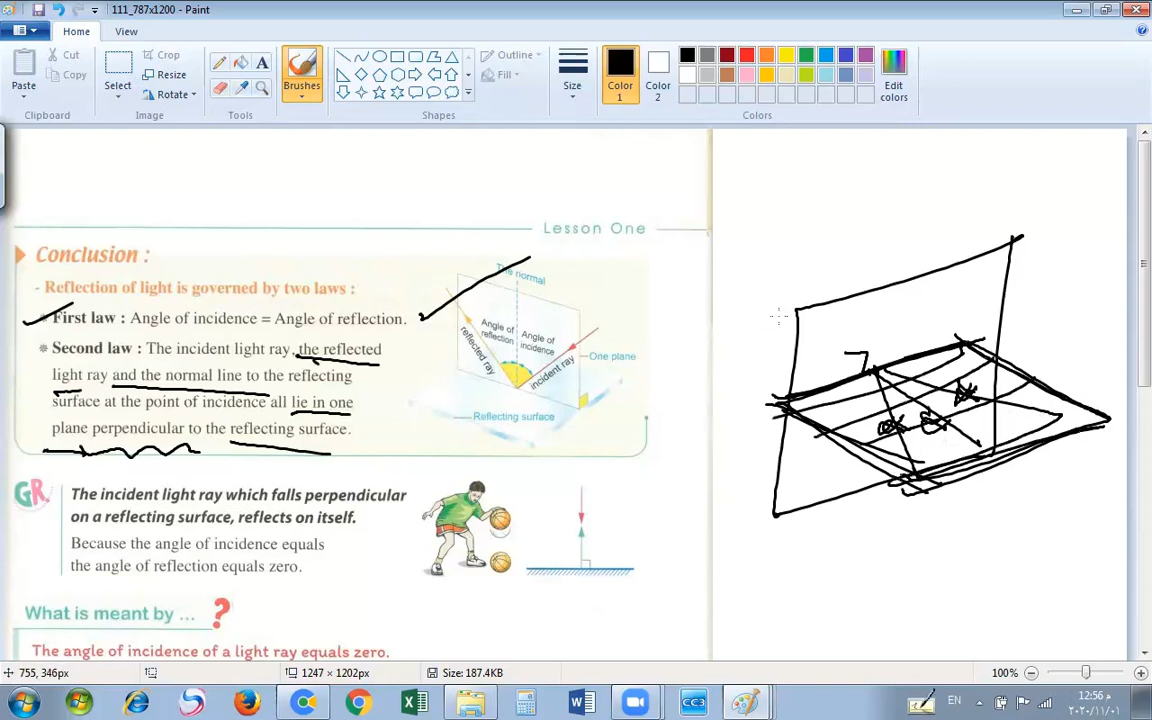 111_787x1200 - Paint
Home
View
Paste
Cut
Copy
Clipboard
Select
Crop
Resize
Rotate
Image
A
Tools
Brushes
Outline
Fill
Shapes
Size
Color 1
Color 2
Edit colors
Colors
Lesson One
Conclusion :
- Reflection of light is governed by two laws :
First law : Angle of incidence = Angle of reflection.
* Second law : The incident light ray, the reflected
light ray and the normal line to the reflecting
surface at the point of incidence all lie in one
plane perpendicular to the reflecting surface.
The normal
Angle of reflection
Angle of incidence
reflected ray
incident ray
One plane
Reflecting surface
GR.
The incident light ray which falls perpendicular
on a reflecting surface, reflects on itself.
Because the angle of incidence equals
the angle of reflection equals zero.
What is meant by ... ?
The angle of incidence of a light ray equals zero.
755, 346px
1247 × 1202px
Size: 187.4KB
100%
CC3
EN
12:56 م
٢٠٢٠/١١/٠١